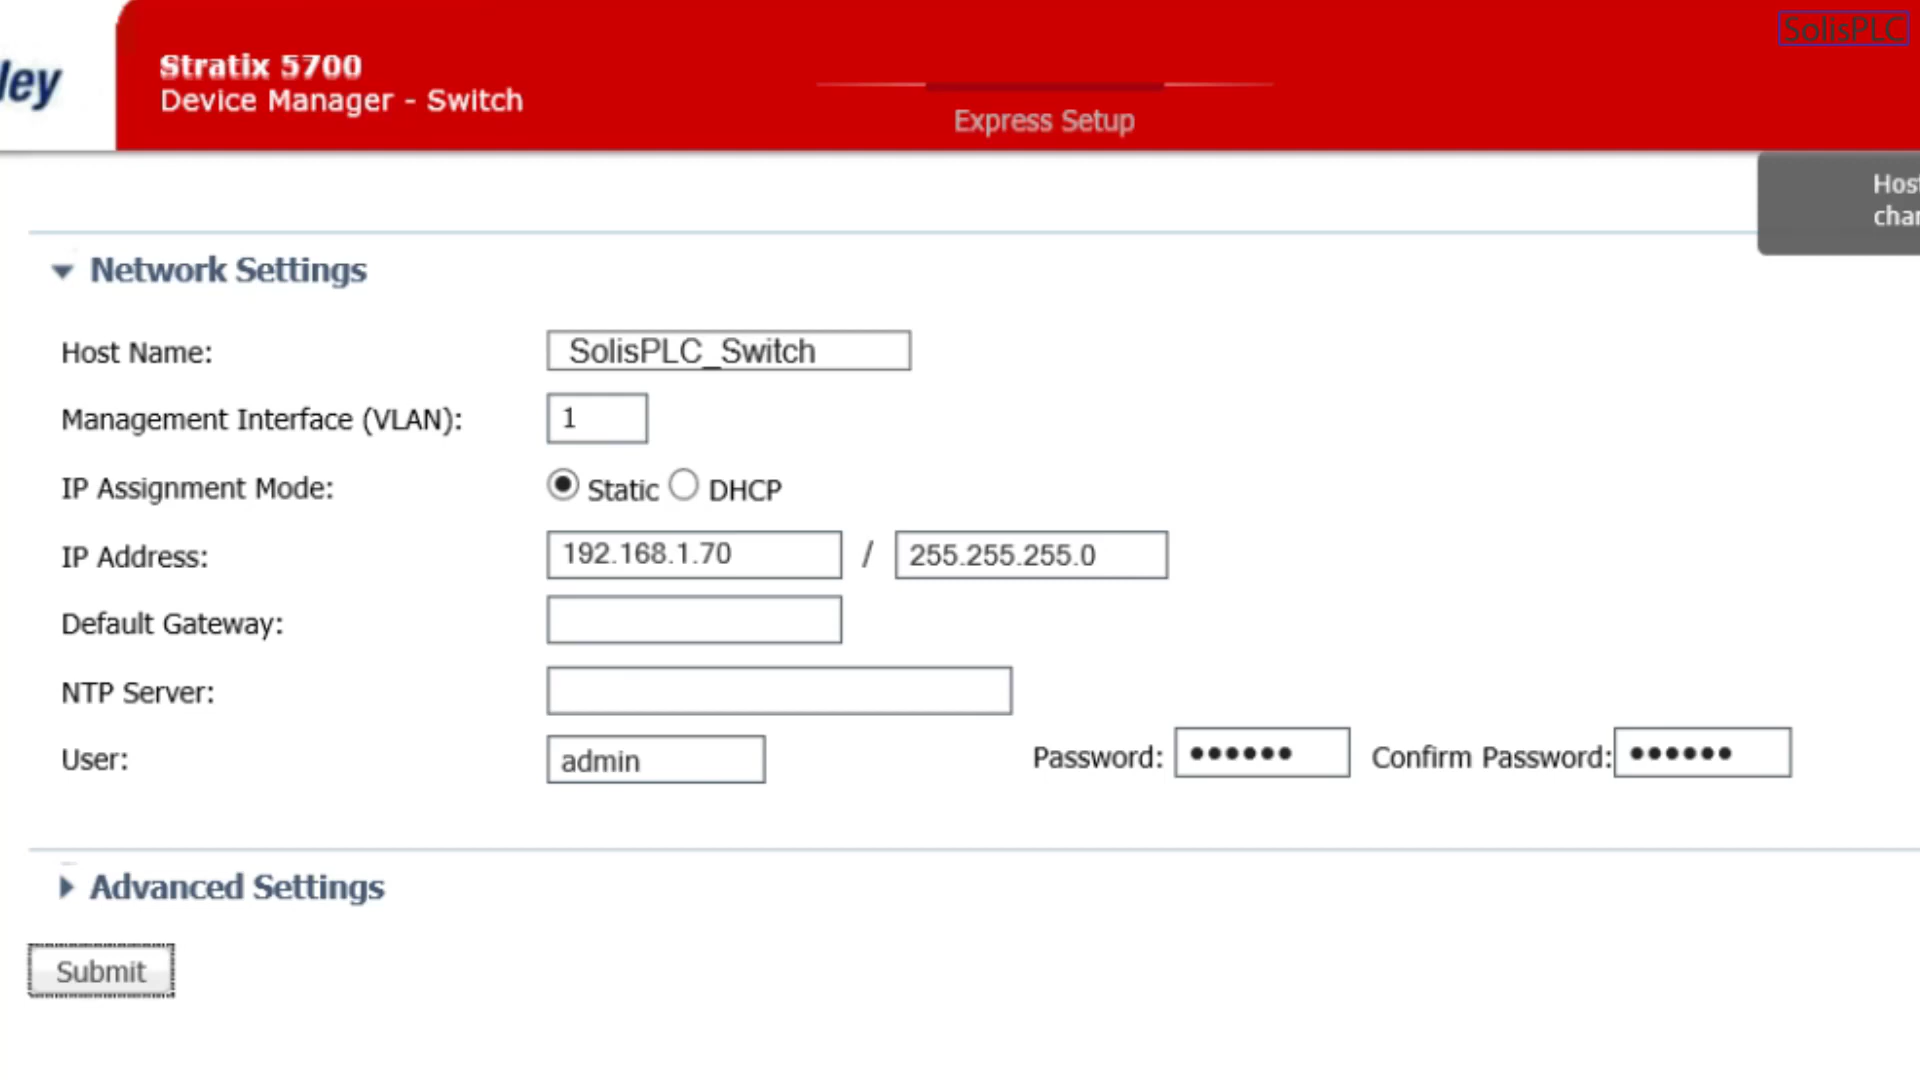 SolisPLC
ley
Stratix 5700
Device Manager - Switch
Express Setup
Host
Network Settings
Host Name: SolisPLC_Switch
Management Interface (VLAN): 1
IP Assignment Mode: Static DHCP
IP Address: 192.168.1.70 / 255.255.255.0
Default Gateway:
NTP Server:
User: admin Password: •••••• Confirm Password: ••••••
Advanced Settings
Submit